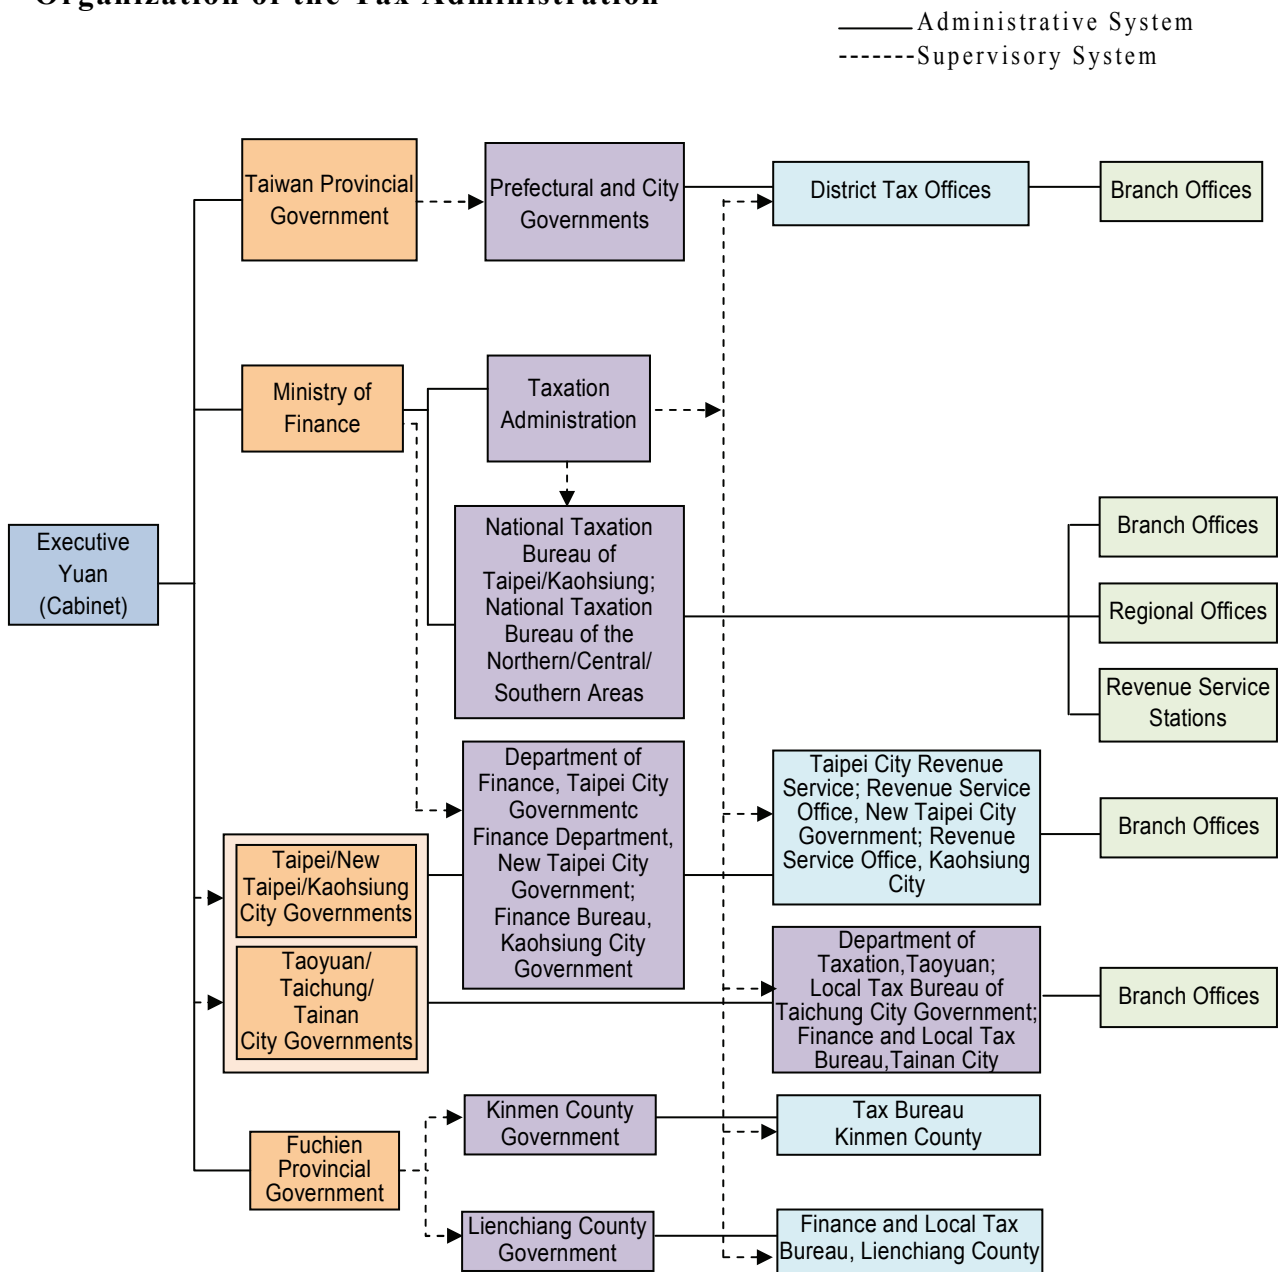 Organization of the Tax Administration
Administrative System
Supervisory System
Taiwan Provincial
Government
Prefectural and City
Governments
District Tax Offices
Branch Offices
Ministry of
Finance
Taxation
Administration
Executive
Yuan
(Cabinet)
National Taxation
Bureau of
Taipei/Kaohsiung;
National Taxation
Bureau of the
Northern/Central/
Southern Areas
Branch Offices
Regional Offices
Revenue Service
Stations
Department of
Finance, Taipei City
Governmentc
Finance Department,
New Taipei City
Government;
Finance Bureau,
Kaohsiung City
Government
Taipei City Revenue
Service; Revenue Service
Office, New Taipei City
Government; Revenue
Service Office, Kaohsiung
City
Branch Offices
Taipei/New
Taipei/Kaohsiung
City Governments
Taoyuan/
Taichung/
Tainan
City Governments
Department of
Taxation,Taoyuan;
Local Tax Bureau of
Taichung City Government;
Finance and Local Tax
Bureau,Tainan City
Branch Offices
Fuchien
Provincial
Government
Kinmen County
Government
Tax Bureau
Kinmen County
Lienchiang County
Government
Finance and Local Tax
Bureau, Lienchiang County